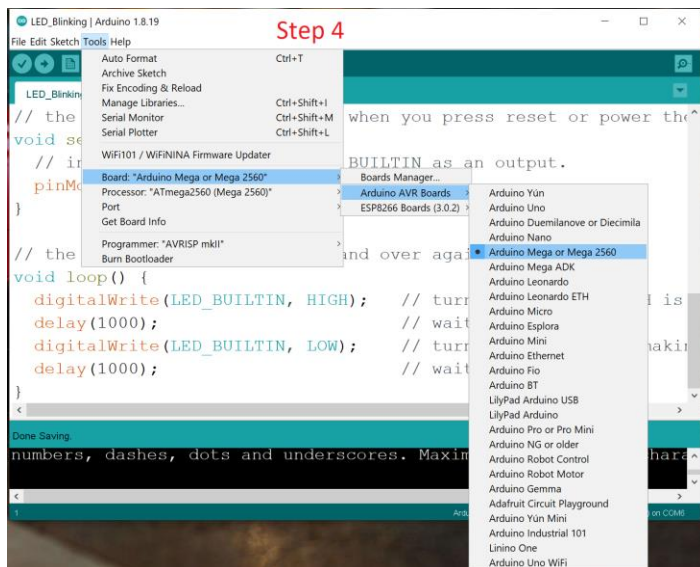 LED_Blinking | Arduino 1.8.19
Step 4
File Edit Sketch Tools Help
LED_Blinking
Auto Format Ctrl+T
Archive Sketch
Fix Encoding & Reload
Manage Libraries... Ctrl+Shift+I
Serial Monitor Ctrl+Shift+M
Serial Plotter Ctrl+Shift+L
WiFi101 / WiFiNINA Firmware Updater
Board: "Arduino Mega or Mega 2560"
Processor: "ATmega2560 (Mega 2560)"
Port
Get Board Info
Programmer: "AVRISP mkII"
Burn Bootloader
Boards Manager...
Arduino AVR Boards
ESP8266 Boards (3.0.2)
Arduino Yún
Arduino Uno
Arduino Duemilanove or Diecimila
Arduino Nano
Arduino Mega or Mega 2560
Arduino Mega ADK
Arduino Leonardo
Arduino Leonardo ETH
Arduino Micro
Arduino Esplora
Arduino Mini
Arduino Ethernet
Arduino Fio
Arduino BT
LilyPad Arduino USB
LilyPad Arduino
Arduino Pro or Pro Mini
Arduino NG or older
Arduino Robot Control
Arduino Robot Motor
Arduino Gemma
Adafruit Circuit Playground
Arduino Yún Mini
Arduino Industrial 101
Linino One
Arduino Uno WiFi
// the when you press reset or power the
void se
// in BUILTIN as an output.
pinMo
}
// the and over agai
void loop() {
digitalWrite(LED_BUILTIN, HIGH); // turn is
delay(1000); // wait
digitalWrite(LED_BUILTIN, LOW); // turn makin
delay(1000); // wait
}
Done Saving.
numbers, dashes, dots and underscores. Maxim chara
1 on COM6